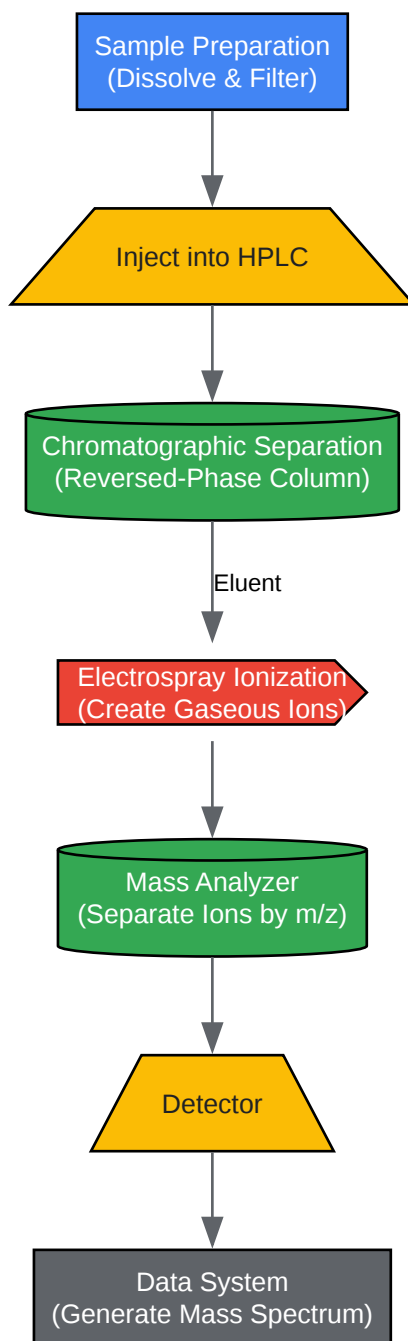 Sample Preparation
(Dissolve & Filter)
Inject into HPLC
Chromatographic Separation
(Reversed-Phase Column)
Eluent
Electrospray Ionization
(Create Gaseous Ions)
Mass Analyzer
(Separate Ions by m/z)
Detector
Data System
(Generate Mass Spectrum)